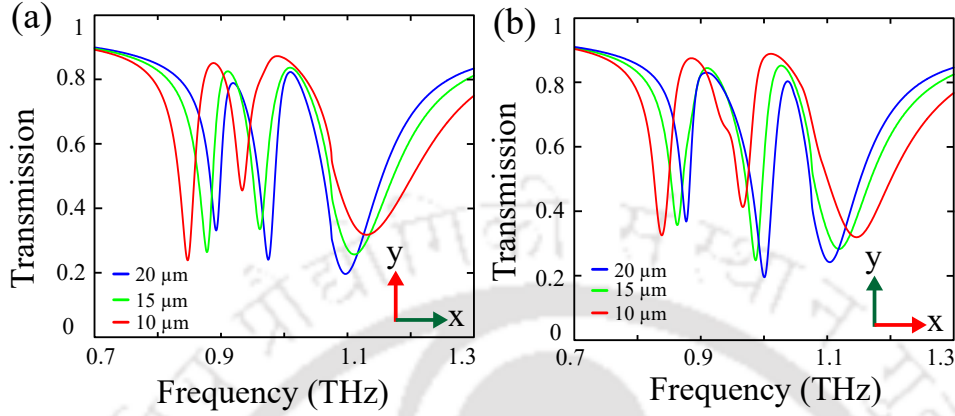 (a)
Transmission
1
0.8
0.6
0.4
0.2
0
20 μm
15 μm
10 μm
y
x
0.7
0.9
1.1
1.3
Frequency (THz)
(b)
Transmission
1
0.8
0.6
0.4
0.2
0
20 μm
15 μm
10 μm
y
x
0.7
0.9
1.1
1.3
Frequency (THz)